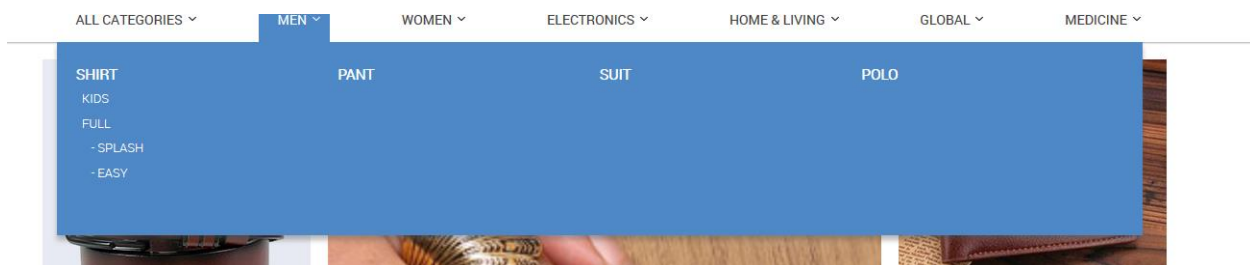 ALL CATEGORIES MEN WOMEN ELECTRONICS HOME & LIVING GLOBAL MEDICINE
SHIRT PANT SUIT POLO
KIDS
FULL
- SPLASH
- EASY